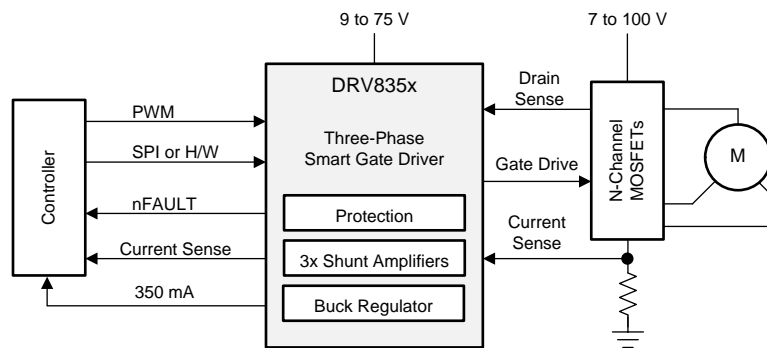 9 to 75 V
7 to 100 V
DRV835x
Three-Phase
Smart Gate Driver
Protection
3x Shunt Amplifiers
Buck Regulator
Controller
PWM
SPI or H/W
nFAULT
Current Sense
350 mA
Drain
Sense
Gate Drive
Current
Sense
N-Channel
MOSFETs
M